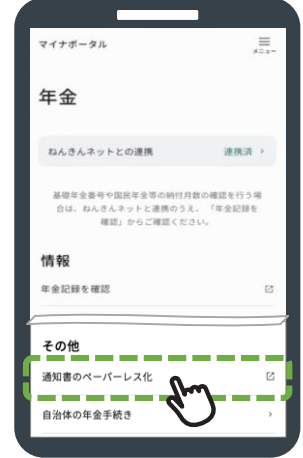 マイナポータル
メニュー
年金
ねんきんネットとの連携 連携済
基礎年金番号や国民年金等の納付月数の確認を行う場
合は、ねんきんネットと連携のうえ、「年金記録を
確認」からご確認ください。
情報
年金記録を確認
その他
通知書のペーパーレス化
自治体の年金手続き